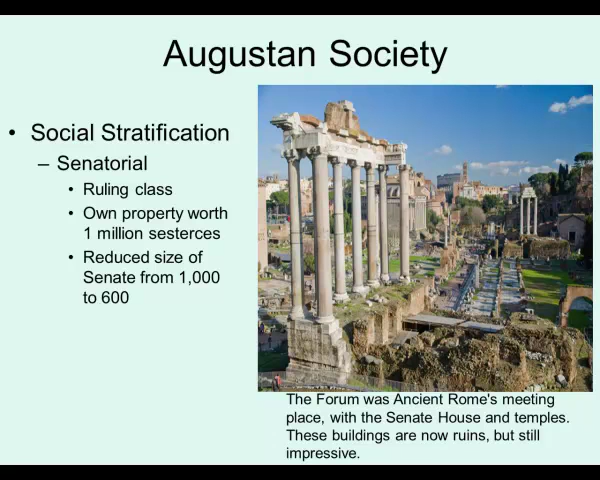 Augustan Society
• Social Stratification
– Senatorial
• Ruling class
• Own property worth
1 million sesterces
• Reduced size of
Senate from 1,000
to 600
The Forum was Ancient Rome's meeting
place, with the Senate House and temples.
These buildings are now ruins, but still
impressive.